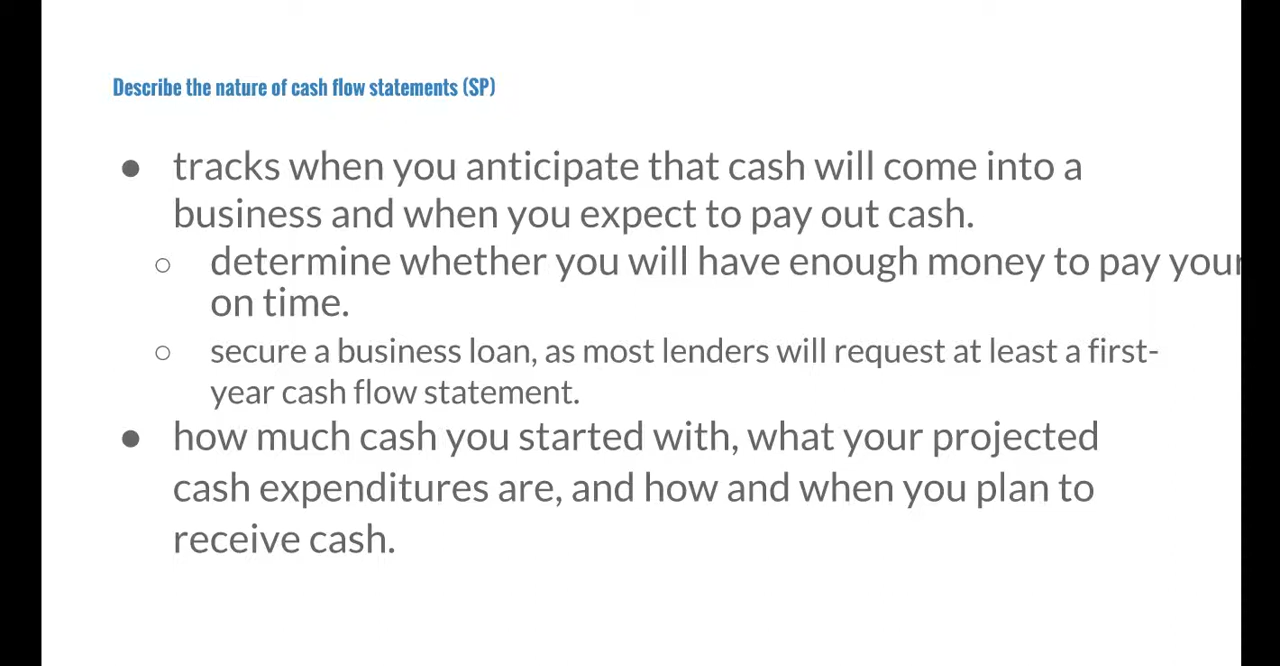 Describe the nature of cash flow statements (SP)
● tracks when you anticipate that cash will come into a
business and when you expect to pay out cash.
○ determine whether you will have enough money to pay your
on time.
○ secure a business loan, as most lenders will request at least a first-
year cash flow statement.
● how much cash you started with, what your projected
cash expenditures are, and how and when you plan to
receive cash.